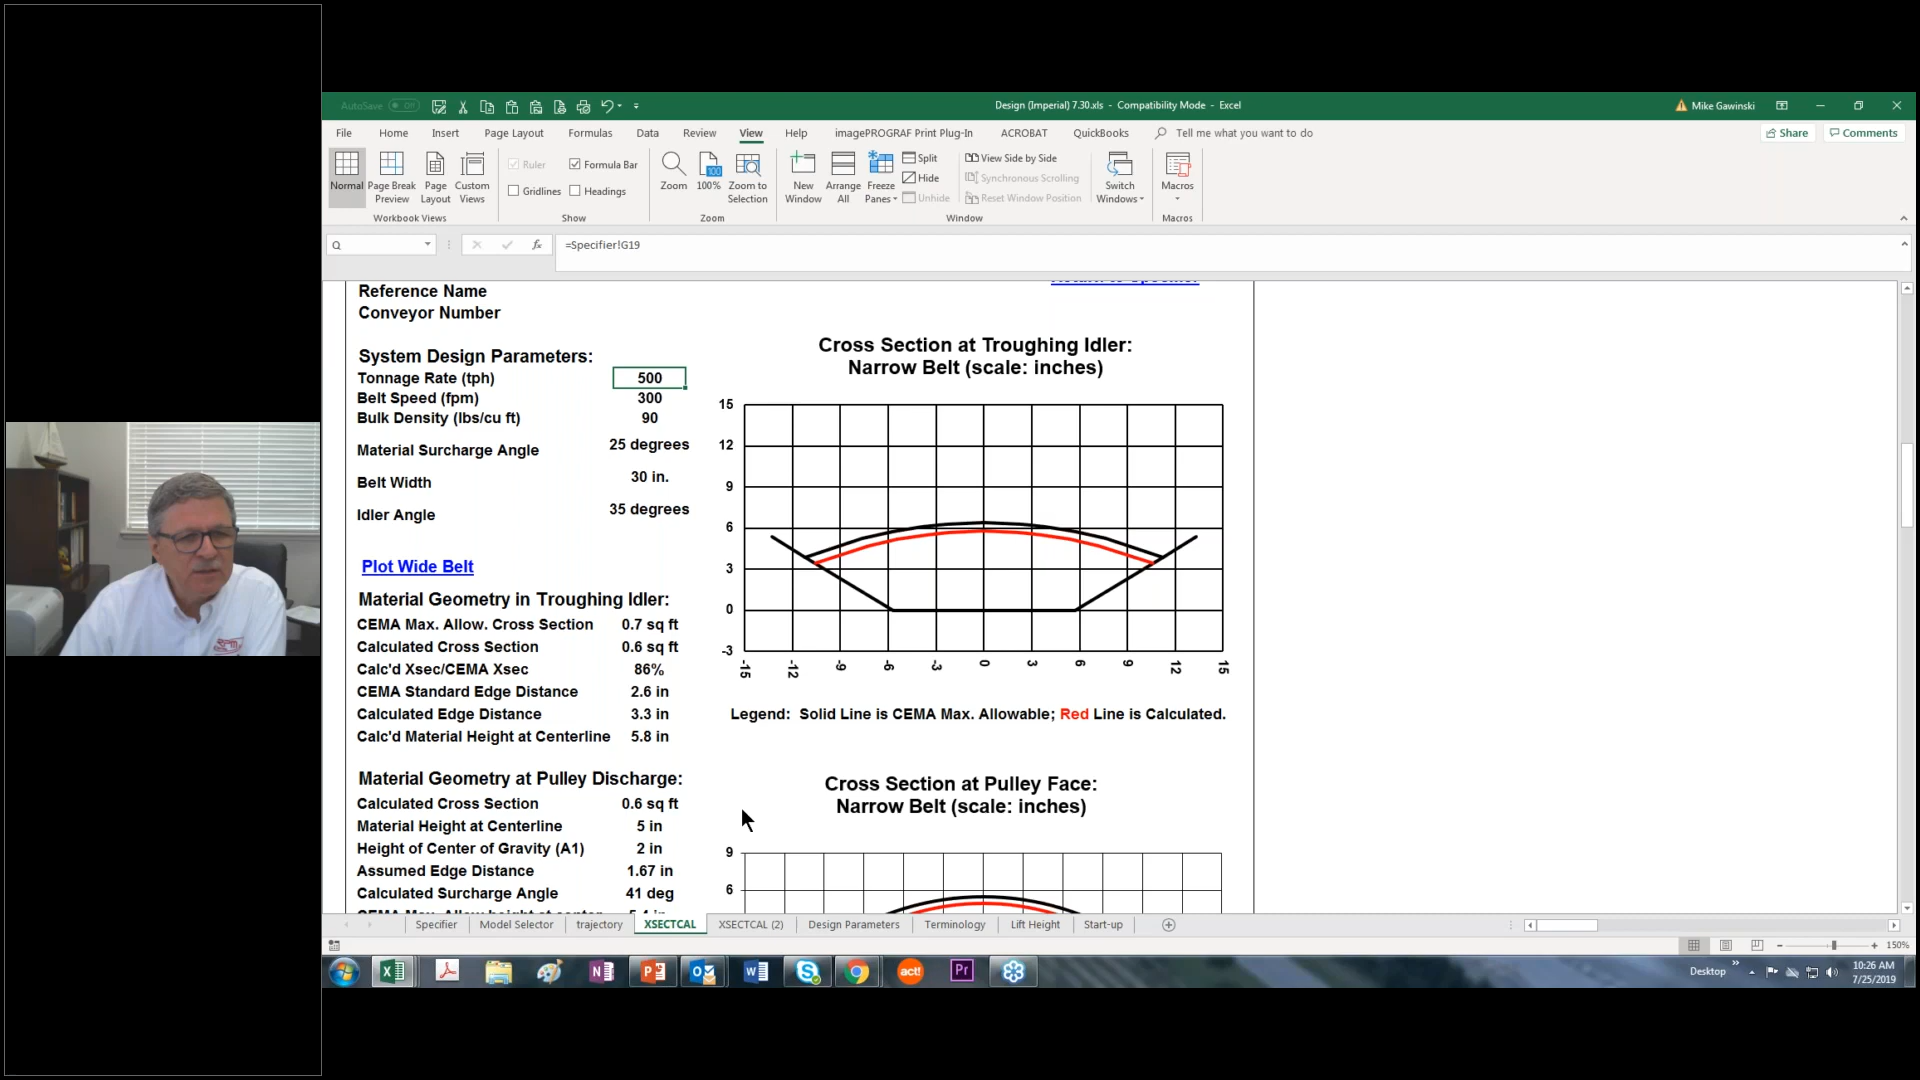 AutoSave Off
Design (Imperial) 7.30.xls - Compatibility Mode - Excel
Mike Gawinski
File Home Insert Page Layout Formulas Data Review View Help imagePROGRAF Print Plug-In ACROBAT QuickBooks Tell me what you want to do
Share Comments
Normal
Page Break Preview
Page Layout
Custom Views
Workbook Views
Ruler
Formula Bar
Gridlines
Headings
Show
Zoom
100
100%
Zoom to Selection
Zoom
New Window
Arrange All
Freeze Panes
Split
Hide
Unhide
View Side by Side
Synchronous Scrolling
Reset Window Position
Window
Switch Windows
Macros
Macros
Q
fx
=Specifier!G19
Reference Name
Conveyor Number
System Design Parameters:
Tonnage Rate (tph) 500
Belt Speed (fpm) 300
Bulk Density (lbs/cu ft) 90
Material Surcharge Angle 25 degrees
Belt Width 30 in.
Idler Angle 35 degrees
Plot Wide Belt
Material Geometry in Troughing Idler:
CEMA Max. Allow. Cross Section 0.7 sq ft
Calculated Cross Section 0.6 sq ft
Calc'd Xsec/CEMA Xsec 86%
CEMA Standard Edge Distance 2.6 in
Calculated Edge Distance 3.3 in
Calc'd Material Height at Centerline 5.8 in
Material Geometry at Pulley Discharge:
Calculated Cross Section 0.6 sq ft
Material Height at Centerline 5 in
Height of Center of Gravity (A1) 2 in
Assumed Edge Distance 1.67 in
Calculated Surcharge Angle 41 deg
Cross Section at Troughing Idler:
Narrow Belt (scale: inches)
15
12
9
6
3
0
-3
-15 -12 -9 -6 -3 0 3 6 9 12 15
Legend: Solid Line is CEMA Max. Allowable; Red Line is Calculated.
Cross Section at Pulley Face:
Narrow Belt (scale: inches)
9
6
Specifier Model Selector trajectory XSECTCAL XSECTCAL (2) Design Parameters Terminology Lift Height Start-up
150%
act!
Pr
Desktop
10:26 AM
7/25/2019